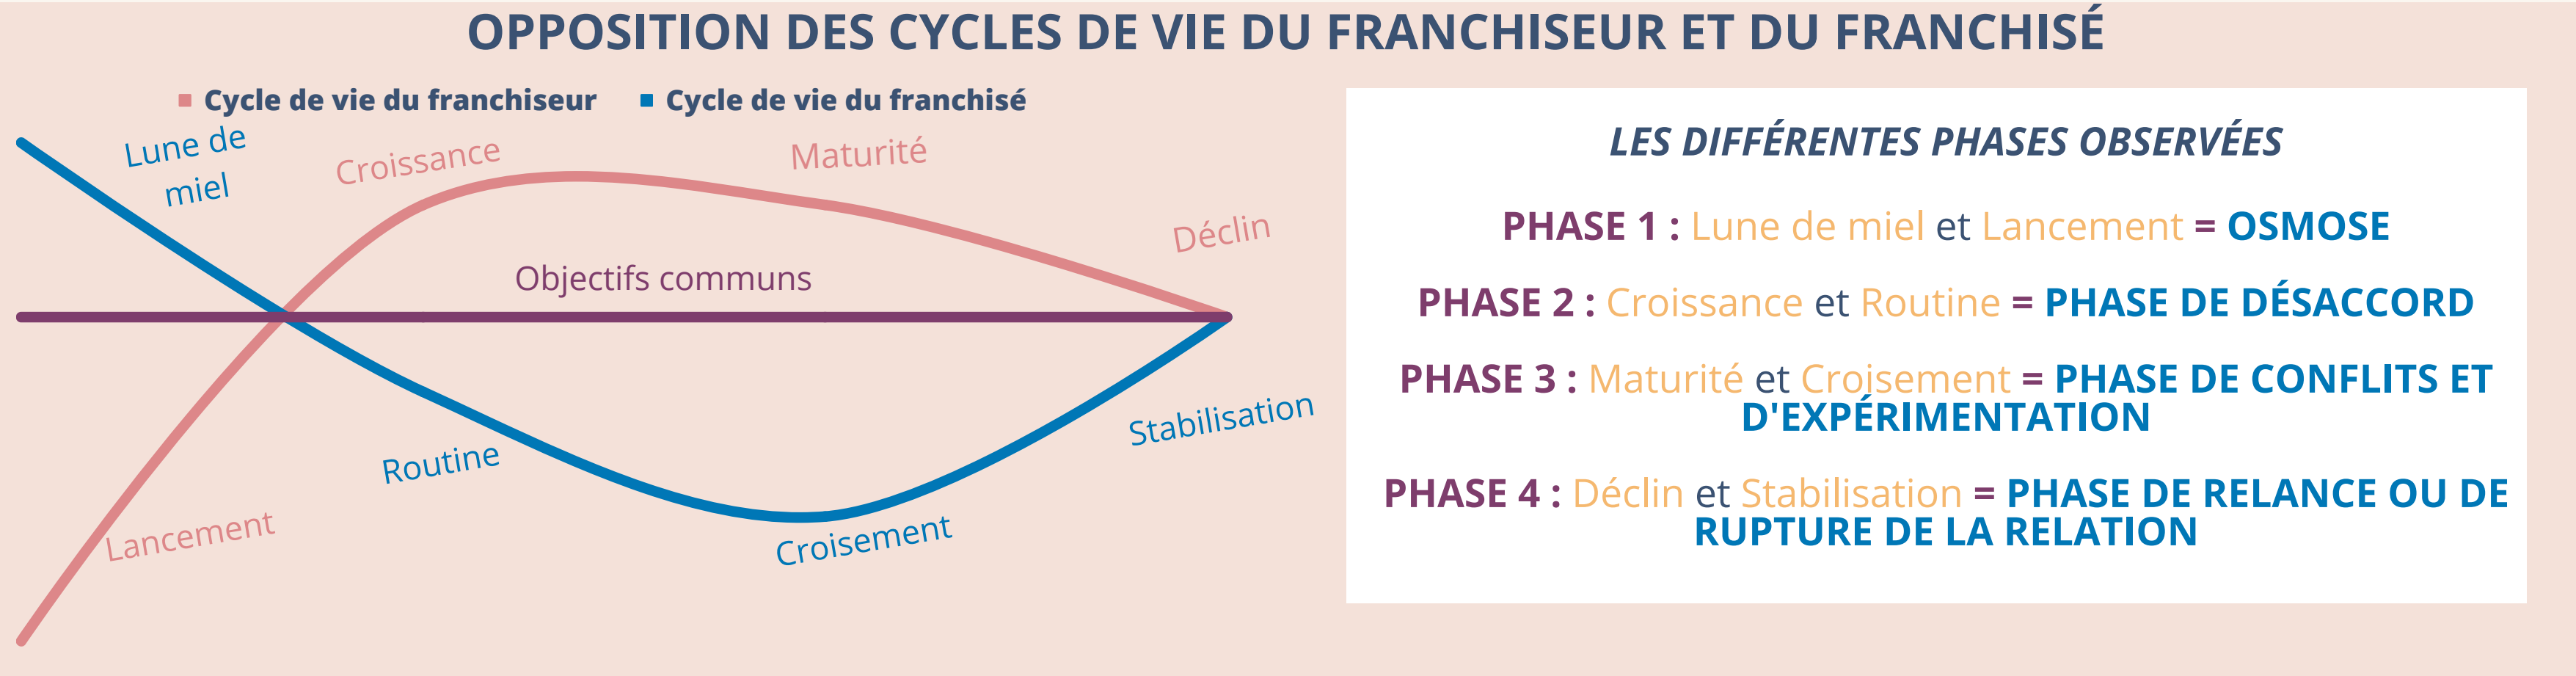 OPPOSITION DES CYCLES DE VIE DU FRANCHISEUR ET DU FRANCHISÉ
Cycle de vie du franchiseur
Cycle de vie du franchisé
Lune de
miel
Croissance
Maturité
Déclin
Objectifs communs
Stabilisation
Routine
Lancement
Croisement
LES DIFFÉRENTES PHASES OBSERVÉES
PHASE 1 : Lune de miel et Lancement = OSMOSE
PHASE 2 : Croissance et Routine = PHASE DE DÉSACCORD
PHASE 3 : Maturité et Croisement = PHASE DE CONFLITS ET
D'EXPÉRIMENTATION
PHASE 4 : Déclin et Stabilisation = PHASE DE RELANCE OU DE
RUPTURE DE LA RELATION